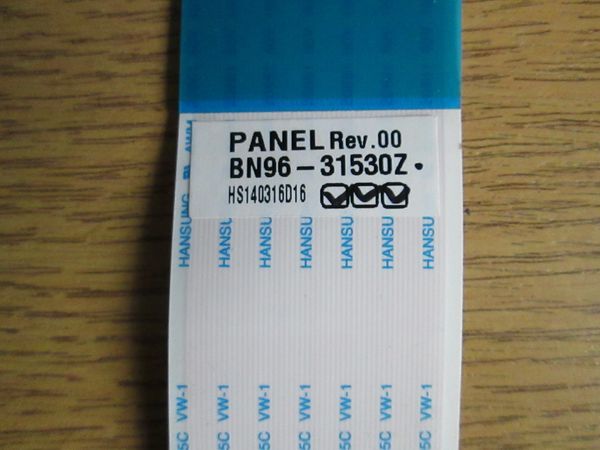 PANEL Rev.00
BN96-31530Z.
HS140316D16
HANSUNG HANSU HANSU HANSU HANSU HANSU HANSU
5C VW-1 5C VW-1 5C VW-1 5C VW-1 5C VW-1 5C VW-1 5C VW-1